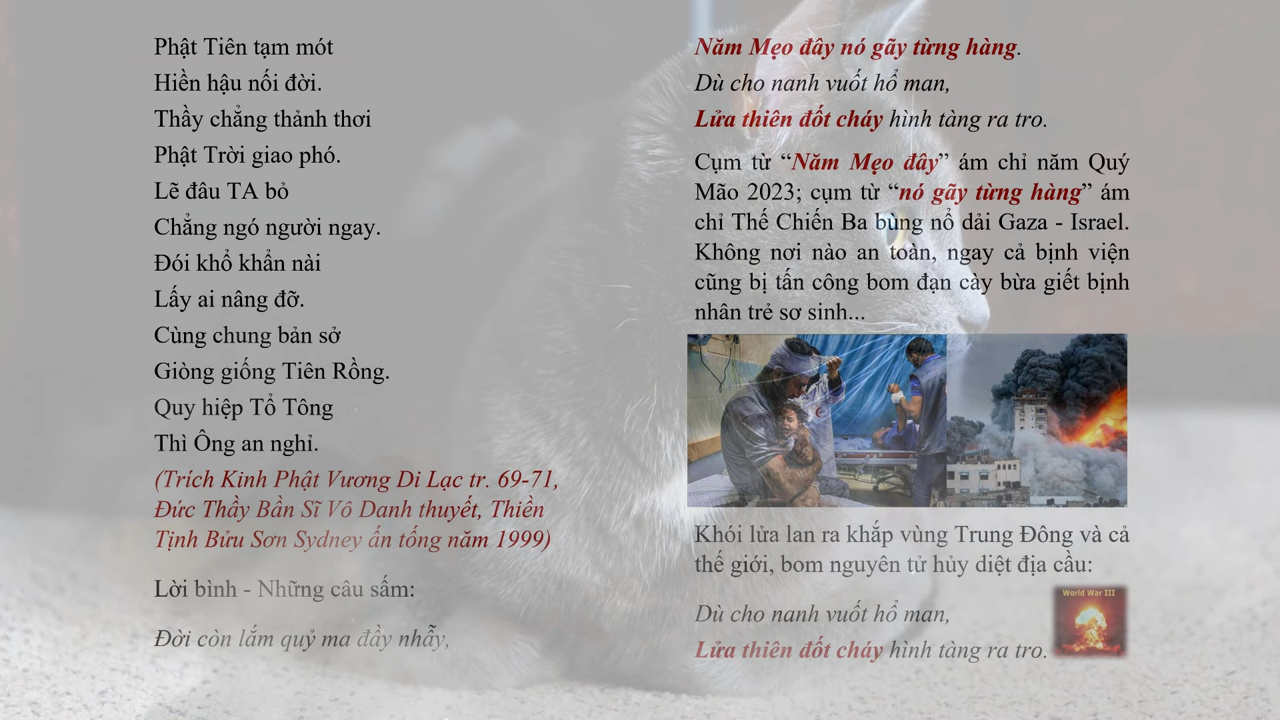 Phật Tiên tạm mót
Hiền hậu nối đời.
Thầy chẳng thảnh thơi
Phật Trời giao phó.
Lẽ đâu TA bỏ
Chẳng ngó người ngay.
Đói khổ khẩn nài
Lấy ai nâng đỡ.
Cùng chung bản sở
Giòng giống Tiên Rồng.
Quy hiệp Tổ Tông
Thì Ông an nghỉ.
(Trích Kinh Phật Vương Di Lạc tr. 69-71,
Đức Thầy Bần Sĩ Vô Danh thuyết, Thiền
Tịnh Bửu Sơn Sydney ấn tống năm 1999)
Lời bình - Những câu sấm:
Đời còn lắm quỷ ma đầy nhẫy,
Năm Mẹo đây nó gãy từng hàng.
Dù cho nanh vuốt hổ man,
Lửa thiên đốt cháy hình tàng ra tro.
Cụm từ “Năm Mẹo đây” ám chỉ năm Quý
Mão 2023; cụm từ “nó gãy từng hàng” ám
chỉ Thế Chiến Ba bùng nổ dải Gaza - Israel.
Không nơi nào an toàn, ngay cả bịnh viện
cũng bị tấn công bom đạn cày bừa giết bịnh
nhân trẻ sơ sinh...
Khói lửa lan ra khắp vùng Trung Đông và cả
thế giới, bom nguyên tử hủy diệt địa cầu:
World War III
Dù cho nanh vuốt hổ man,
Lửa thiên đốt cháy hình tàng ra tro.